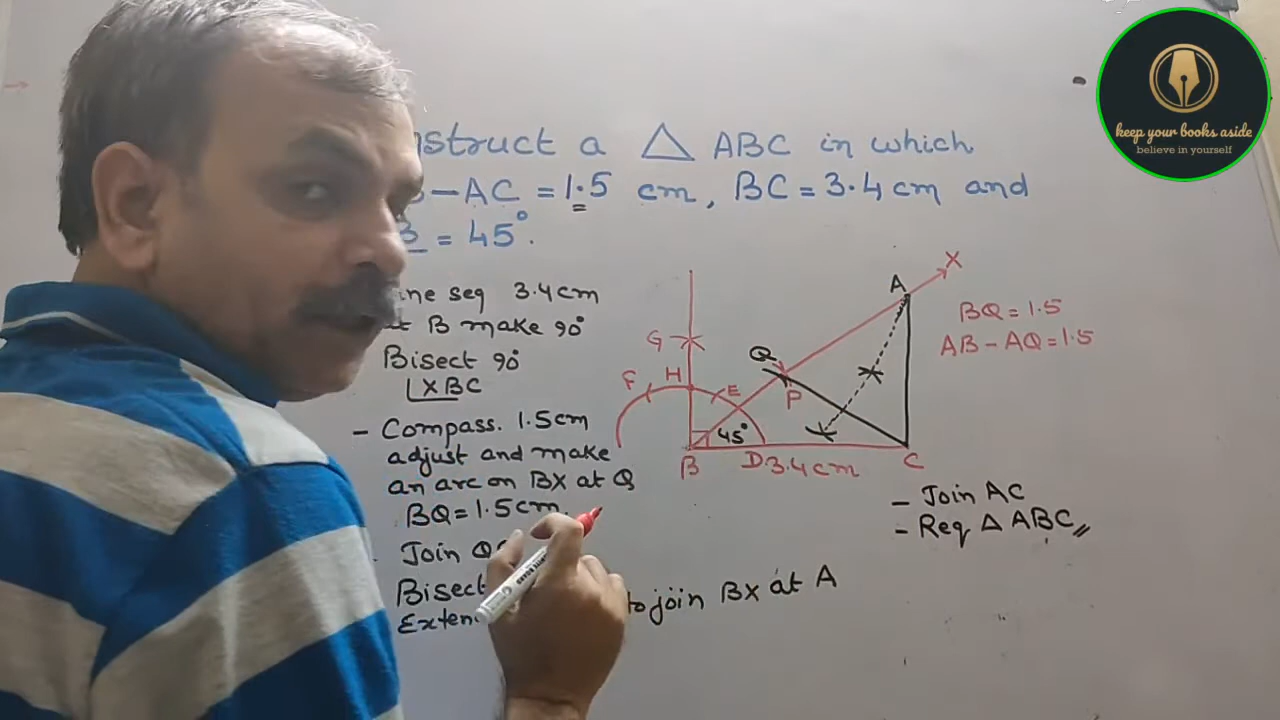 nstruct a △ ABC in which
B-AC = 1.5 cm, BC = 3.4 cm and
B = 45°.
ine seg 3.4cm
t B make 90°
Bisect 90°
∟XBC
- Compass. 1.5cm
adjust and make
an arc on BX at Q
BQ=1.5cm.
Join
Bisect
to join BX at A
X
A
G
F
H
E
Q
P
45°
B
D
3.4cm
C
BQ=1.5
AB-AQ=1.5
- Join AC
- Req △ ABC
keep your books aside
believe in yourself